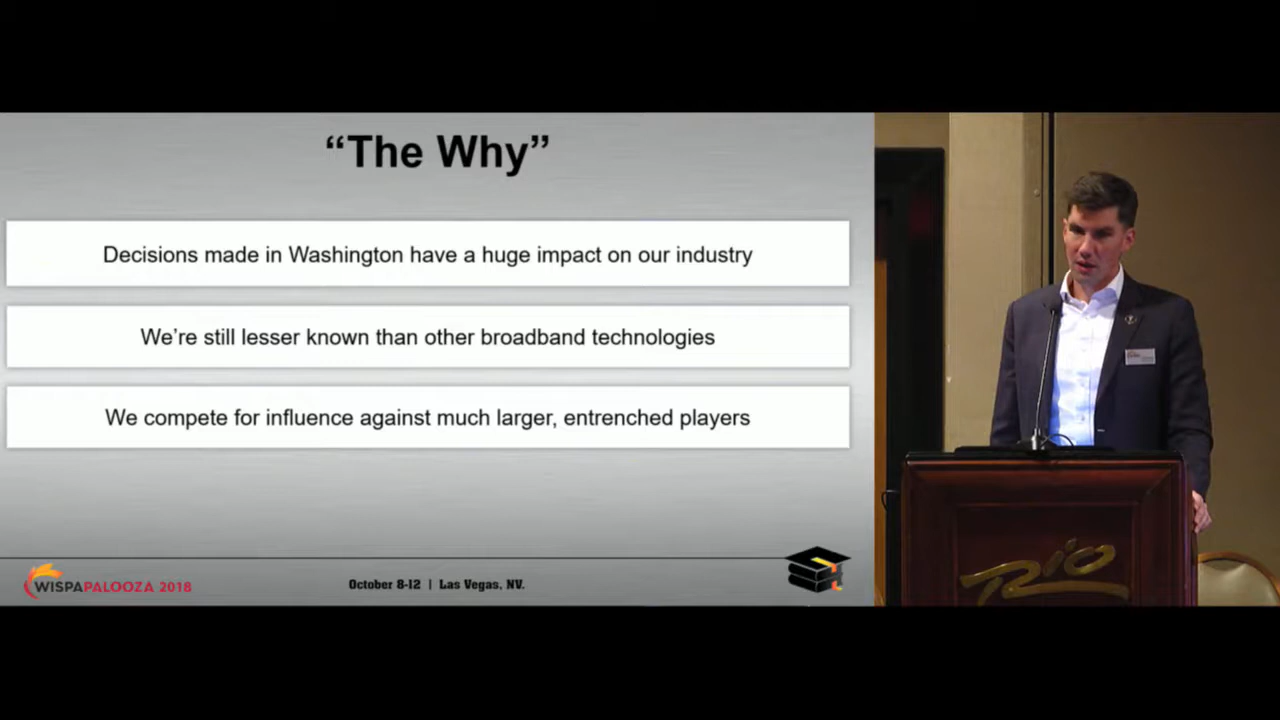 “The Why”
Decisions made in Washington have a huge impact on our industry
We’re still lesser known than other broadband technologies
We compete for influence against much larger, entrenched players
WISPAPALOOZA 2018
October 8-12 | Las Vegas, NV.
Rio